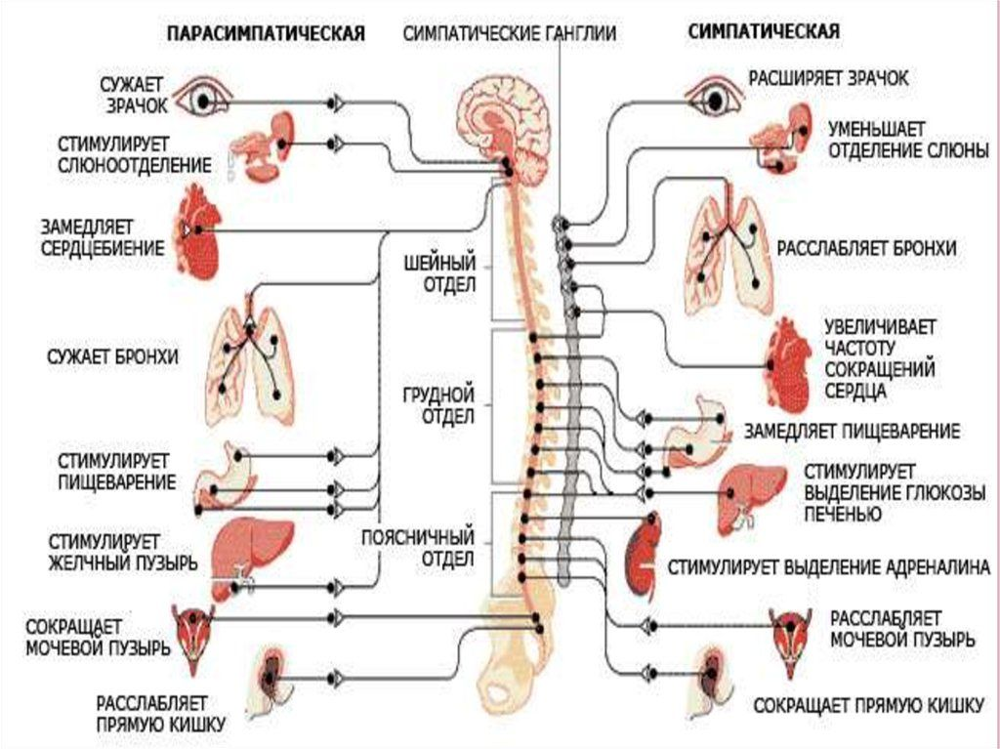 ПАРАСИМПАТИЧЕСКАЯ
СИМПАТИЧЕСКИЕ ГАНГЛИИ
СИМПАТИЧЕСКАЯ
СУЖАЕТ
ЗРАЧОК
СТИМУЛИРУЕТ
СЛЮНООТДЕЛЕНИЕ
ЗАМЕДЛЯЕТ
СЕРДЦЕБИЕНИЕ
СУЖАЕТ БРОНХИ
СТИМУЛИРУЕТ
ПИЩЕВАРЕНИЕ
СТИМУЛИРУЕТ
ЖЕЛЧНЫЙ ПУЗЫРЬ
СОКРАЩАЕТ
МОЧЕВОЙ ПУЗЫРЬ
РАССЛАБЛЯЕТ
ПРЯМУЮ КИШКУ
ШЕЙНЫЙ
ОТДЕЛ
ГРУДНОЙ
ОТДЕЛ
ПОЯСНИЧНЫЙ
ОТДЕЛ
РАСШИРЯЕТ ЗРАЧОК
УМЕНЬШАЕТ
ОТДЕЛЕНИЕ СЛЮНЫ
РАССЛАБЛЯЕТ БРОНХИ
УВЕЛИЧИВАЕТ
ЧАСТОТУ
СОКРАЩЕНИЙ
СЕРДЦА
ЗАМЕДЛЯЕТ ПИЩЕВАРЕНИЕ
СТИМУЛИРУЕТ
ВЫДЕЛЕНИЕ ГЛЮКОЗЫ
ПЕЧЕНЬЮ
СТИМУЛИРУЕТ ВЫДЕЛЕНИЕ АДРЕНАЛИНА
РАССЛАБЛЯЕТ
МОЧЕВОЙ ПУЗЫРЬ
СОКРАЩАЕТ ПРЯМУЮ КИШКУ